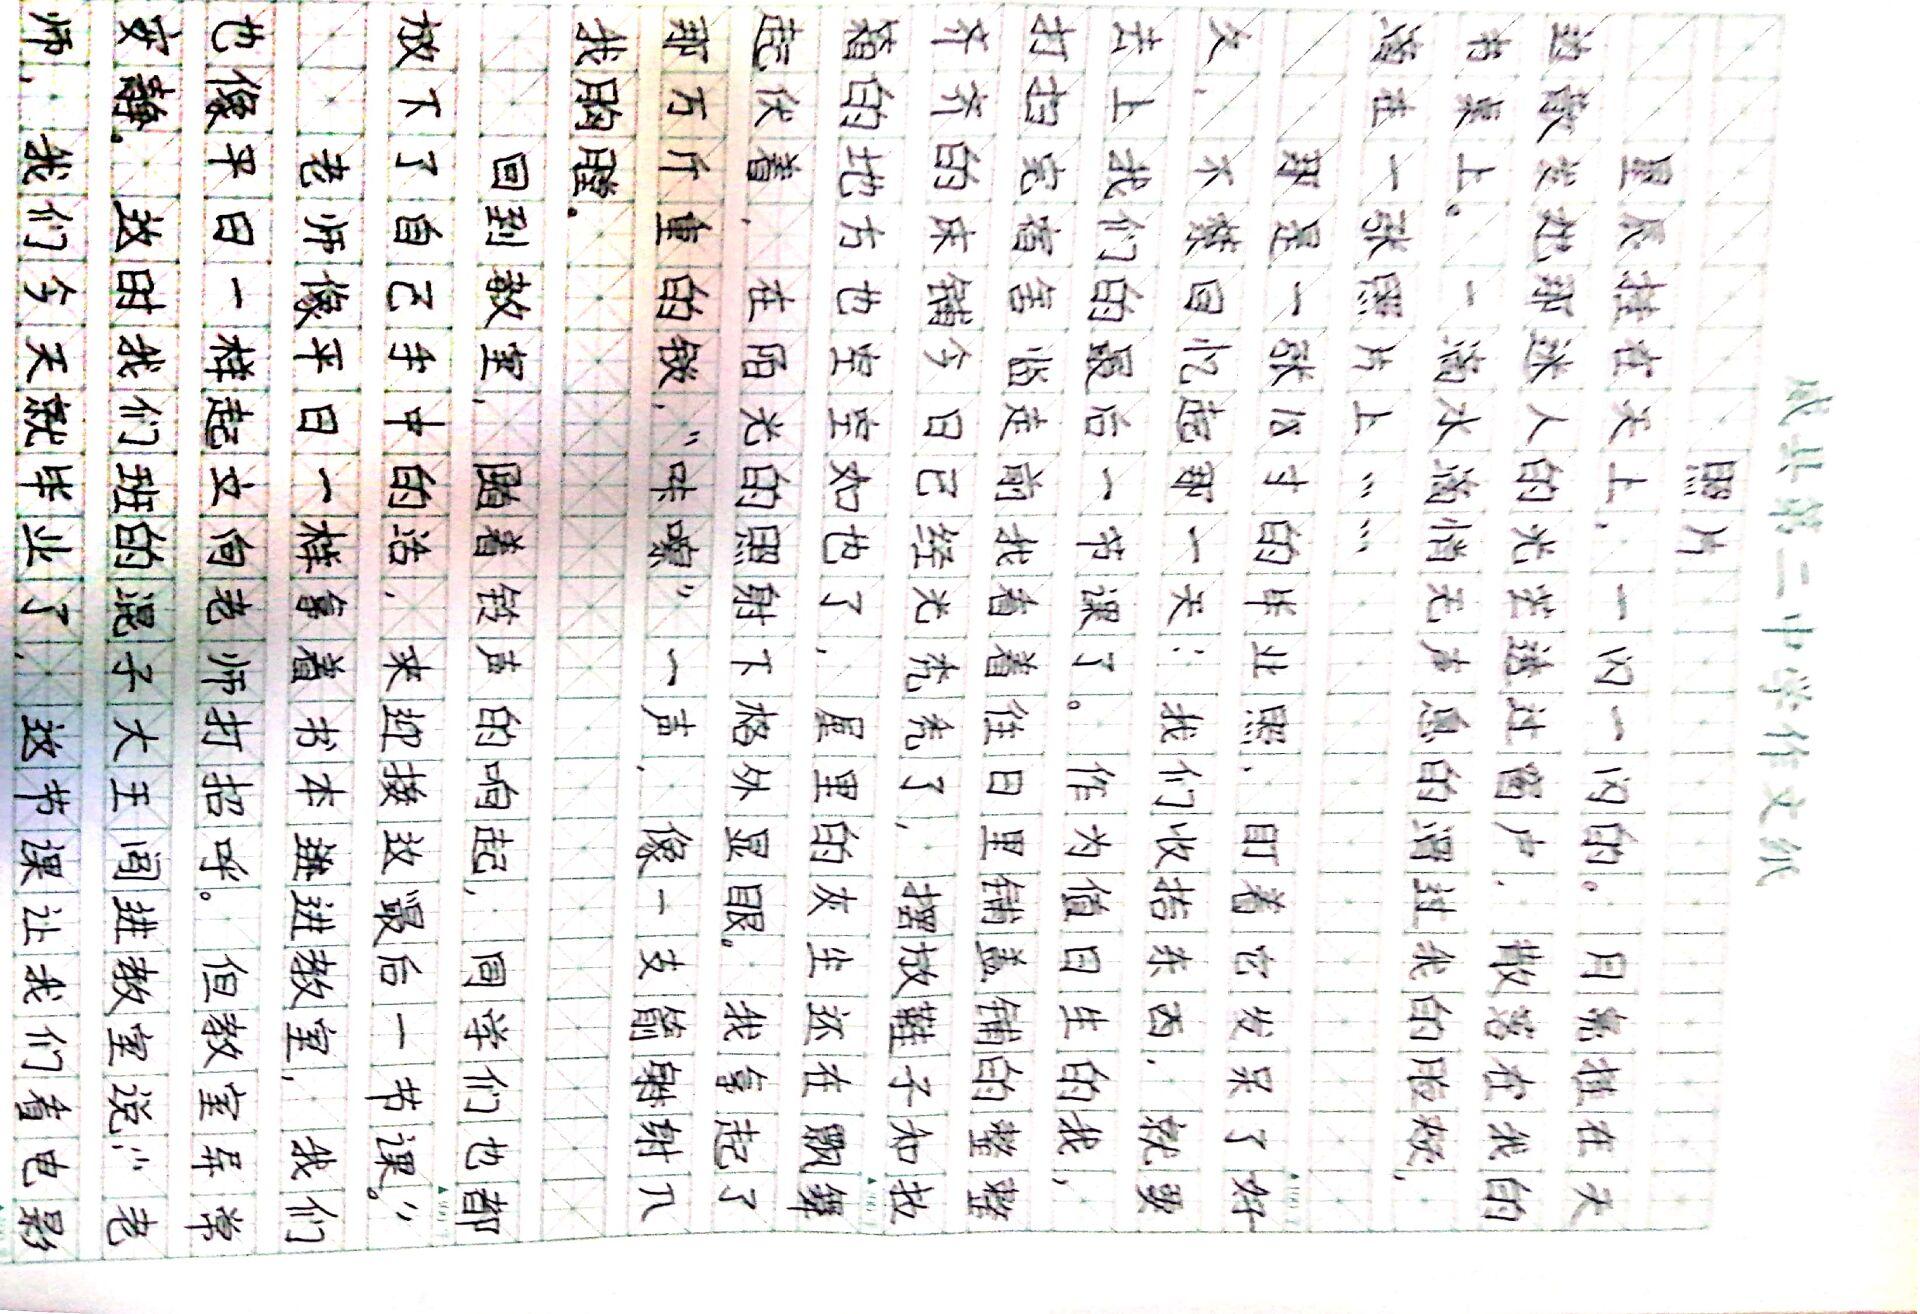 第二小学作文纸
照片
星辰挂在天上,一闪一闪的。月亮挂在天
边散发她那迷人的光芒透过窗户,散落在我的
书桌上。一滴水滴悄无声息的滑过我的脸颊,
落在一张照片上……
那是一张18寸的毕业照,盯着它发呆了好
久,不禁回忆起那一天:我们收拾东西,就要
去上我们的最后一节课了。作为值日生的我,
打扫完宿舍临走前我看着往日里铺盖铺的整整
齐齐的床铺今日已经光秃秃了,摆放鞋子和放
箱的地方也空空如也了,屋里的灰尘还在飘舞
起伏着,在阳光的照射下格外显眼。我拿起了
那万斤重的锁,“咔嚓”一声,像一支箭射射入
我胸膛。
回到教室,随着铃声的响起,同学们也都
放下了自己手中的活,来迎接这最后一节课。”
老师像平日一样拿着书本进进教室,我们
也像平日一样起立向老师打招呼。但教室异常
安静。这时我们班的混子大王闯进教室说:“老
师,我们今天就毕业了,这节课让我们看电影